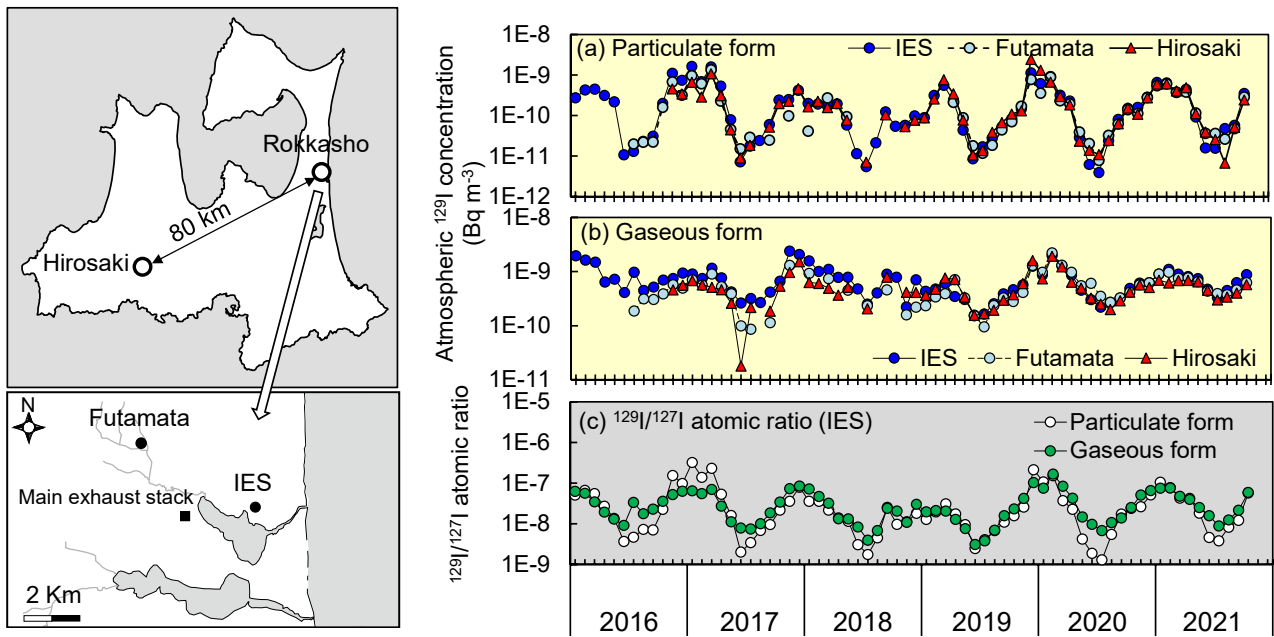 Rokkasho
80 km
Hirosaki
N
Futamata
IES
Main exhaust stack
2 Km
Atmospheric ¹²⁹I concentration
(Bq m⁻³)
(a) Particulate form
IES
Futamata
Hirosaki
1E-8
1E-9
1E-10
1E-11
1E-12
(b) Gaseous form
1E-8
1E-9
1E-10
1E-11
IES
Futamata
Hirosaki
¹²⁹I/¹²⁷I atomic ratio
(c) ¹²⁹I/¹²⁷I atomic ratio (IES)
Particulate form
Gaseous form
1E-5
1E-6
1E-7
1E-8
1E-9
2016
2017
2018
2019
2020
2021